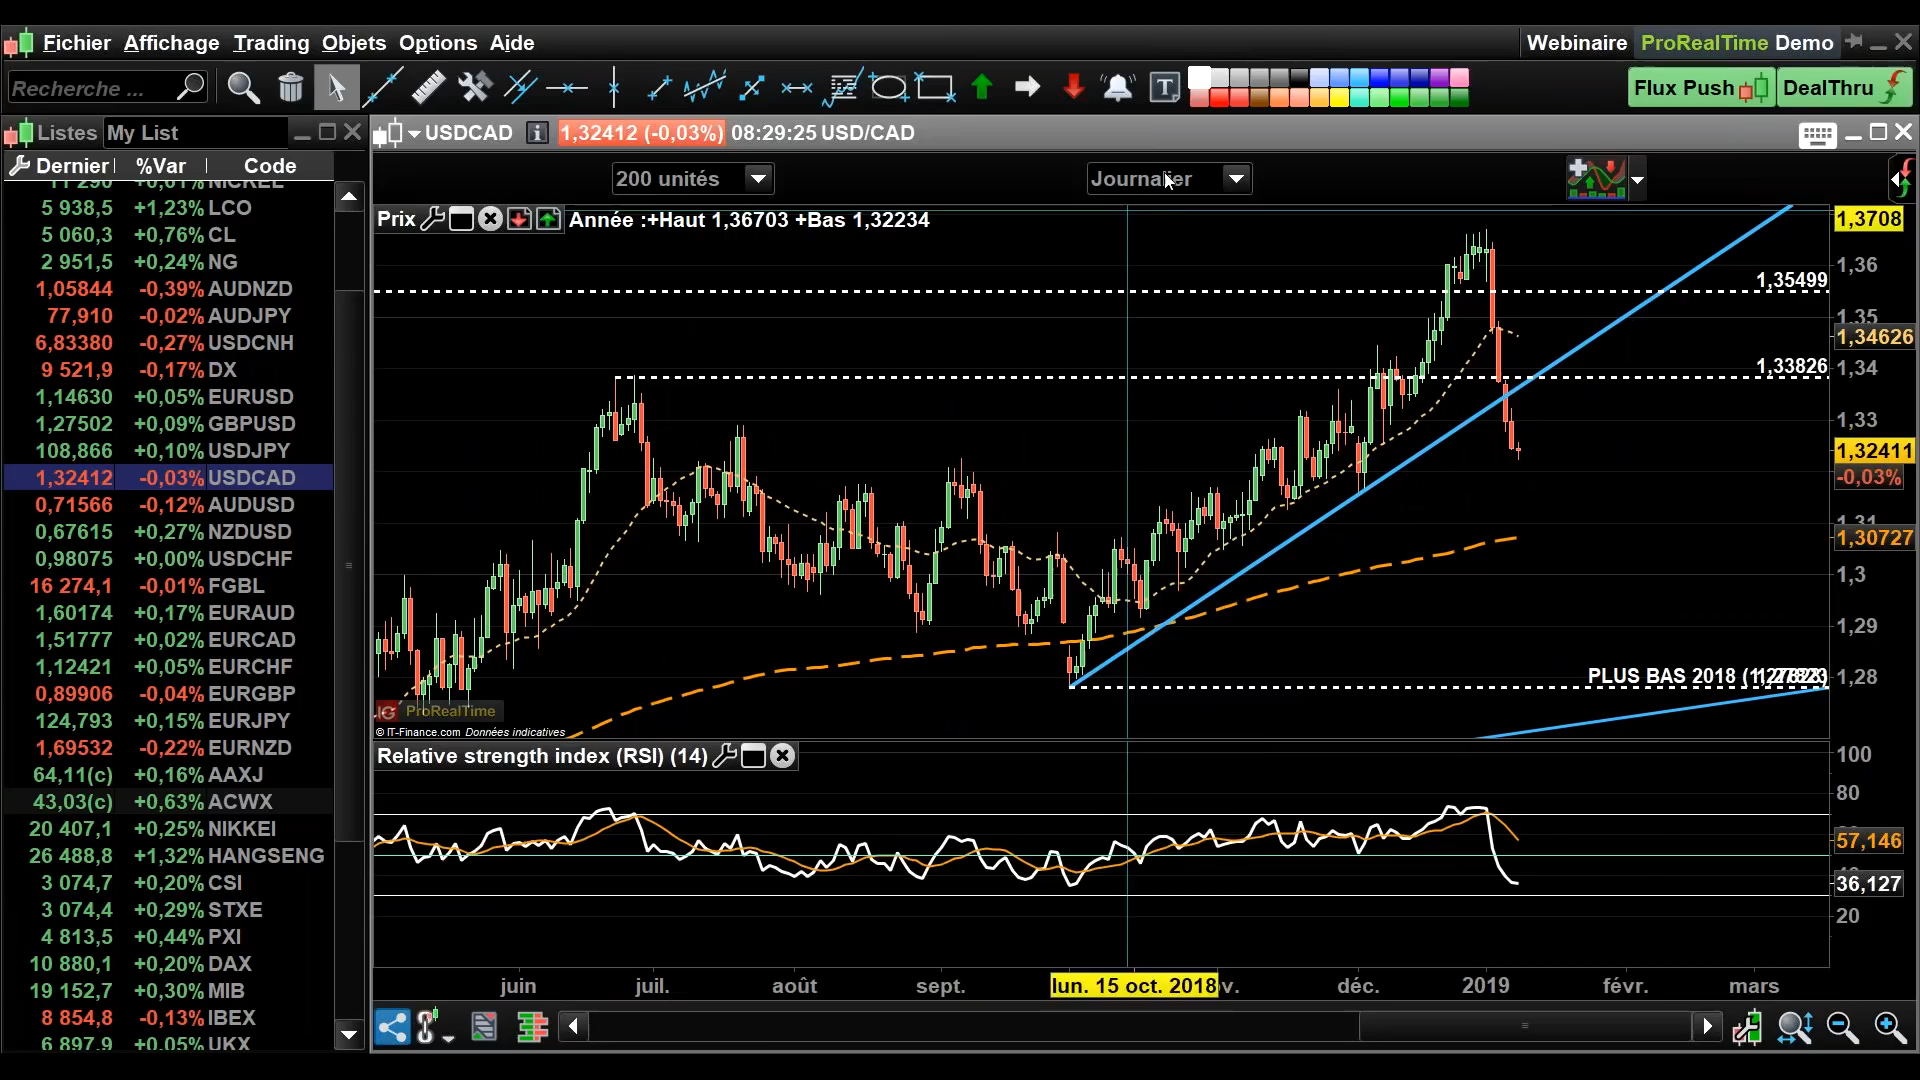 Fichier Affichage Trading Objets Options Aide
Webinaire ProRealTime Demo
Recherche ...
T
Flux Push
DealThru
Listes My List
USDCAD 1,32412 (-0,03%) 08:29:25 USD/CAD
Dernier %Var Code
11 290 +0,61% NICKEL
5 938,5 +1,23% LCO
5 060,3 +0,76% CL
2 951,5 +0,24% NG
1,05844 -0,39% AUDNZD
77,910 -0,02% AUDJPY
6,83380 -0,27% USDCNH
9 521,9 -0,17% DX
1,14630 +0,05% EURUSD
1,27502 +0,09% GBPUSD
108,866 +0,10% USDJPY
1,32412 -0,03% USDCAD
0,71566 -0,12% AUDUSD
0,67615 +0,27% NZDUSD
0,98075 +0,00% USDCHF
16 274,1 -0,01% FGBL
1,60174 +0,17% EURAUD
1,51777 +0,02% EURCAD
1,12421 +0,05% EURCHF
0,89906 -0,04% EURGBP
124,793 +0,15% EURJPY
1,69532 -0,22% EURNZD
64,11(c) +0,16% AAXJ
43,03(c) +0,63% ACWX
20 407,1 +0,25% NIKKEI
26 488,8 +1,32% HANGSENG
3 074,7 +0,20% CSI
3 074,4 +0,29% STXE
4 813,5 +0,44% PXI
10 880,1 +0,20% DAX
19 152,7 +0,30% MIB
8 854,8 -0,13% IBEX
6 897,9 +0,05% UKX
200 unités
Journalier
Prix
Année :+Haut 1,36703 +Bas 1,32234
1,3708
1,36
1,35499
1,35
1,34626
1,33826
1,34
1,33
1,32411
-0,03%
1,31
1,30727
1,3
1,29
PLUS BAS 2018
1,28
IG ProRealTime
© IT-Finance.com Données indicatives
Relative strength index (RSI) (14)
100
80
57,146
36,127
20
juin
juil.
août
sept.
lun. 15 oct. 2018
v.
déc.
2019
févr.
mars